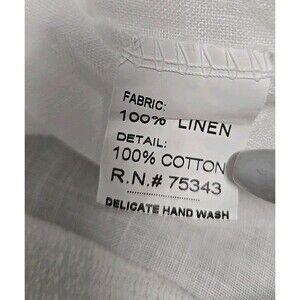 FABRIC:
100% LINEN
DETAIL:
100% COTTON
R.N.# 75343
DELICATE HAND WASH